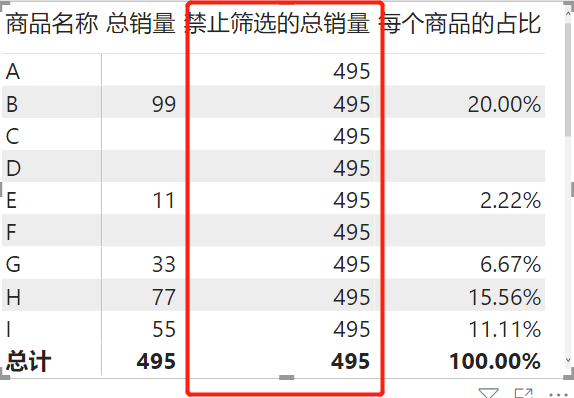 商品名称 总销量 禁止筛选的总销量 每个商品的占比
A 495
B 99 495 20.00%
C 495
D 495
E 11 495 2.22%
F 495
G 33 495 6.67%
H 77 495 15.56%
I 55 495 11.11%
总计 495 495 100.00%